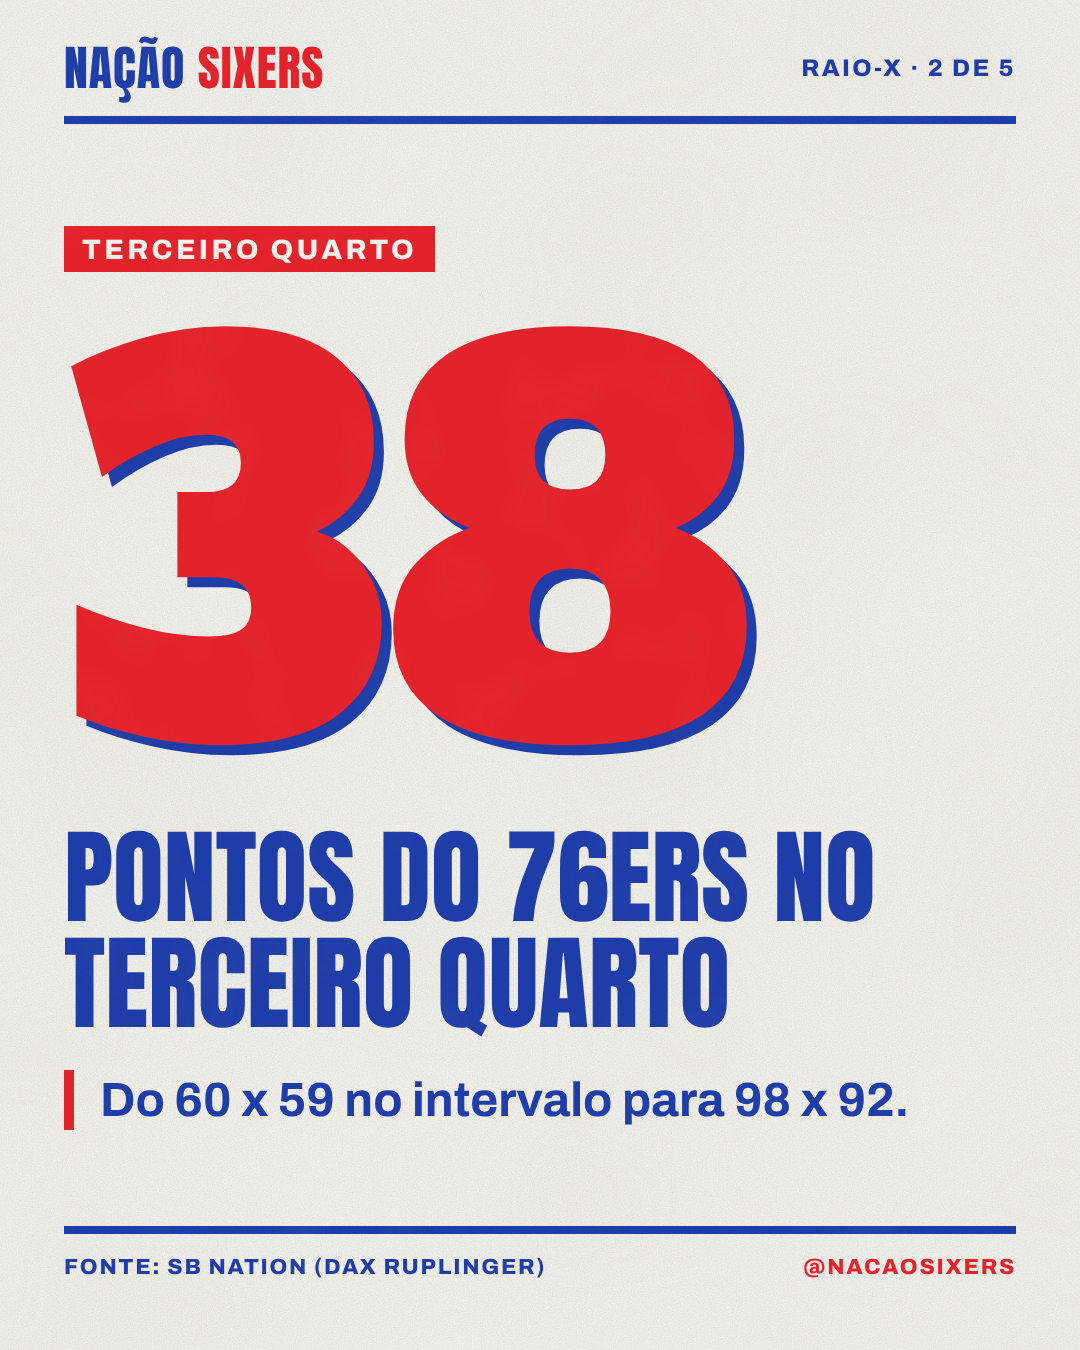 NAÇÃO SIXERS
RAIO-X · 2 DE 5
TERCEIRO QUARTO
38
PONTOS DO 76ERS NO
TERCEIRO QUARTO
Do 60 x 59 no intervalo para 98 x 92.
FONTE: SB NATION (DAX RUPLINGER)
@NACAOSIXERS